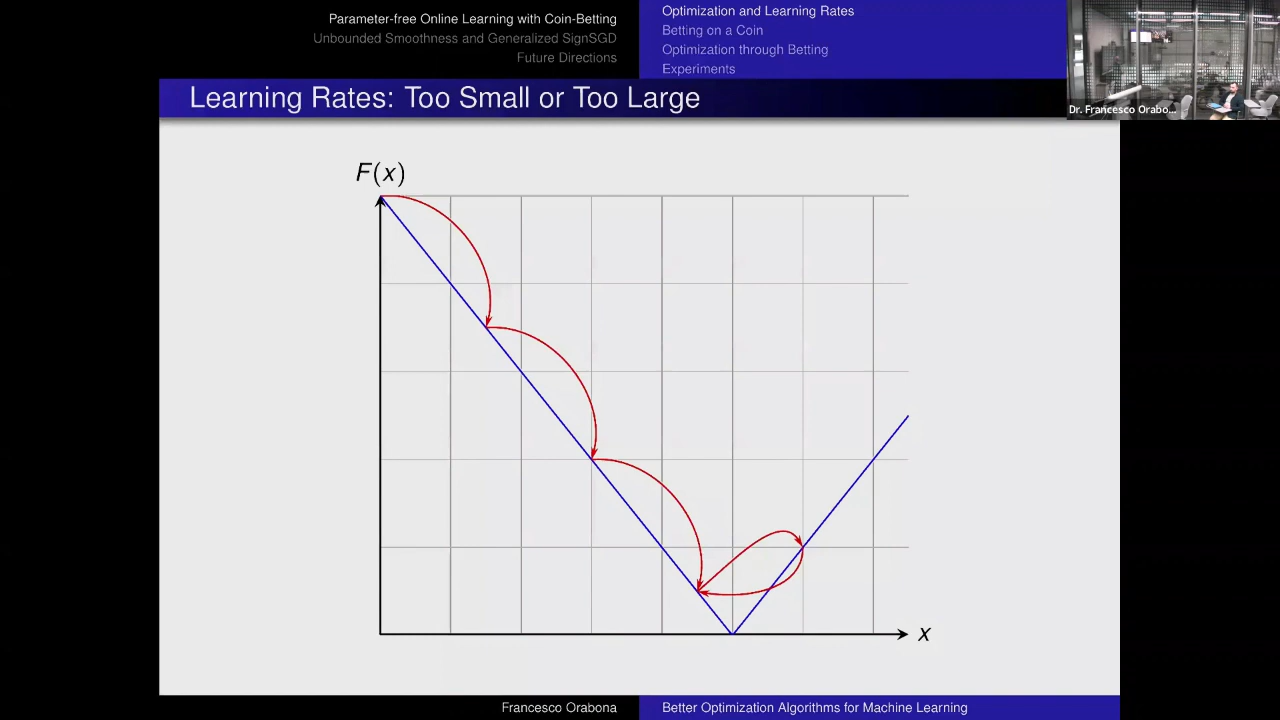 Parameter-free Online Learning with Coin-Betting
Unbounded Smoothness and Generalized SignSGD
Future Directions
Optimization and Learning Rates
Betting on a Coin
Optimization through Betting
Experiments
Dr. Francesco Orabo...
Learning Rates: Too Small or Too Large
F(x)
x
Francesco Orabona
Better Optimization Algorithms for Machine Learning